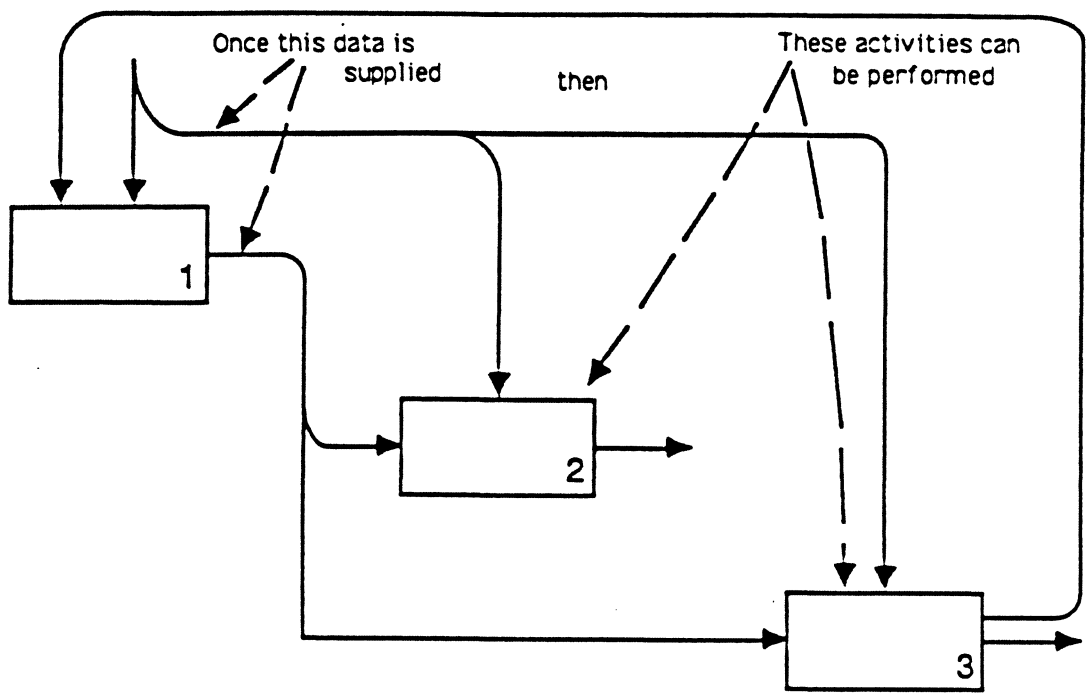 Once this data is
supplied
then
These activities can
be performed
1
2
3